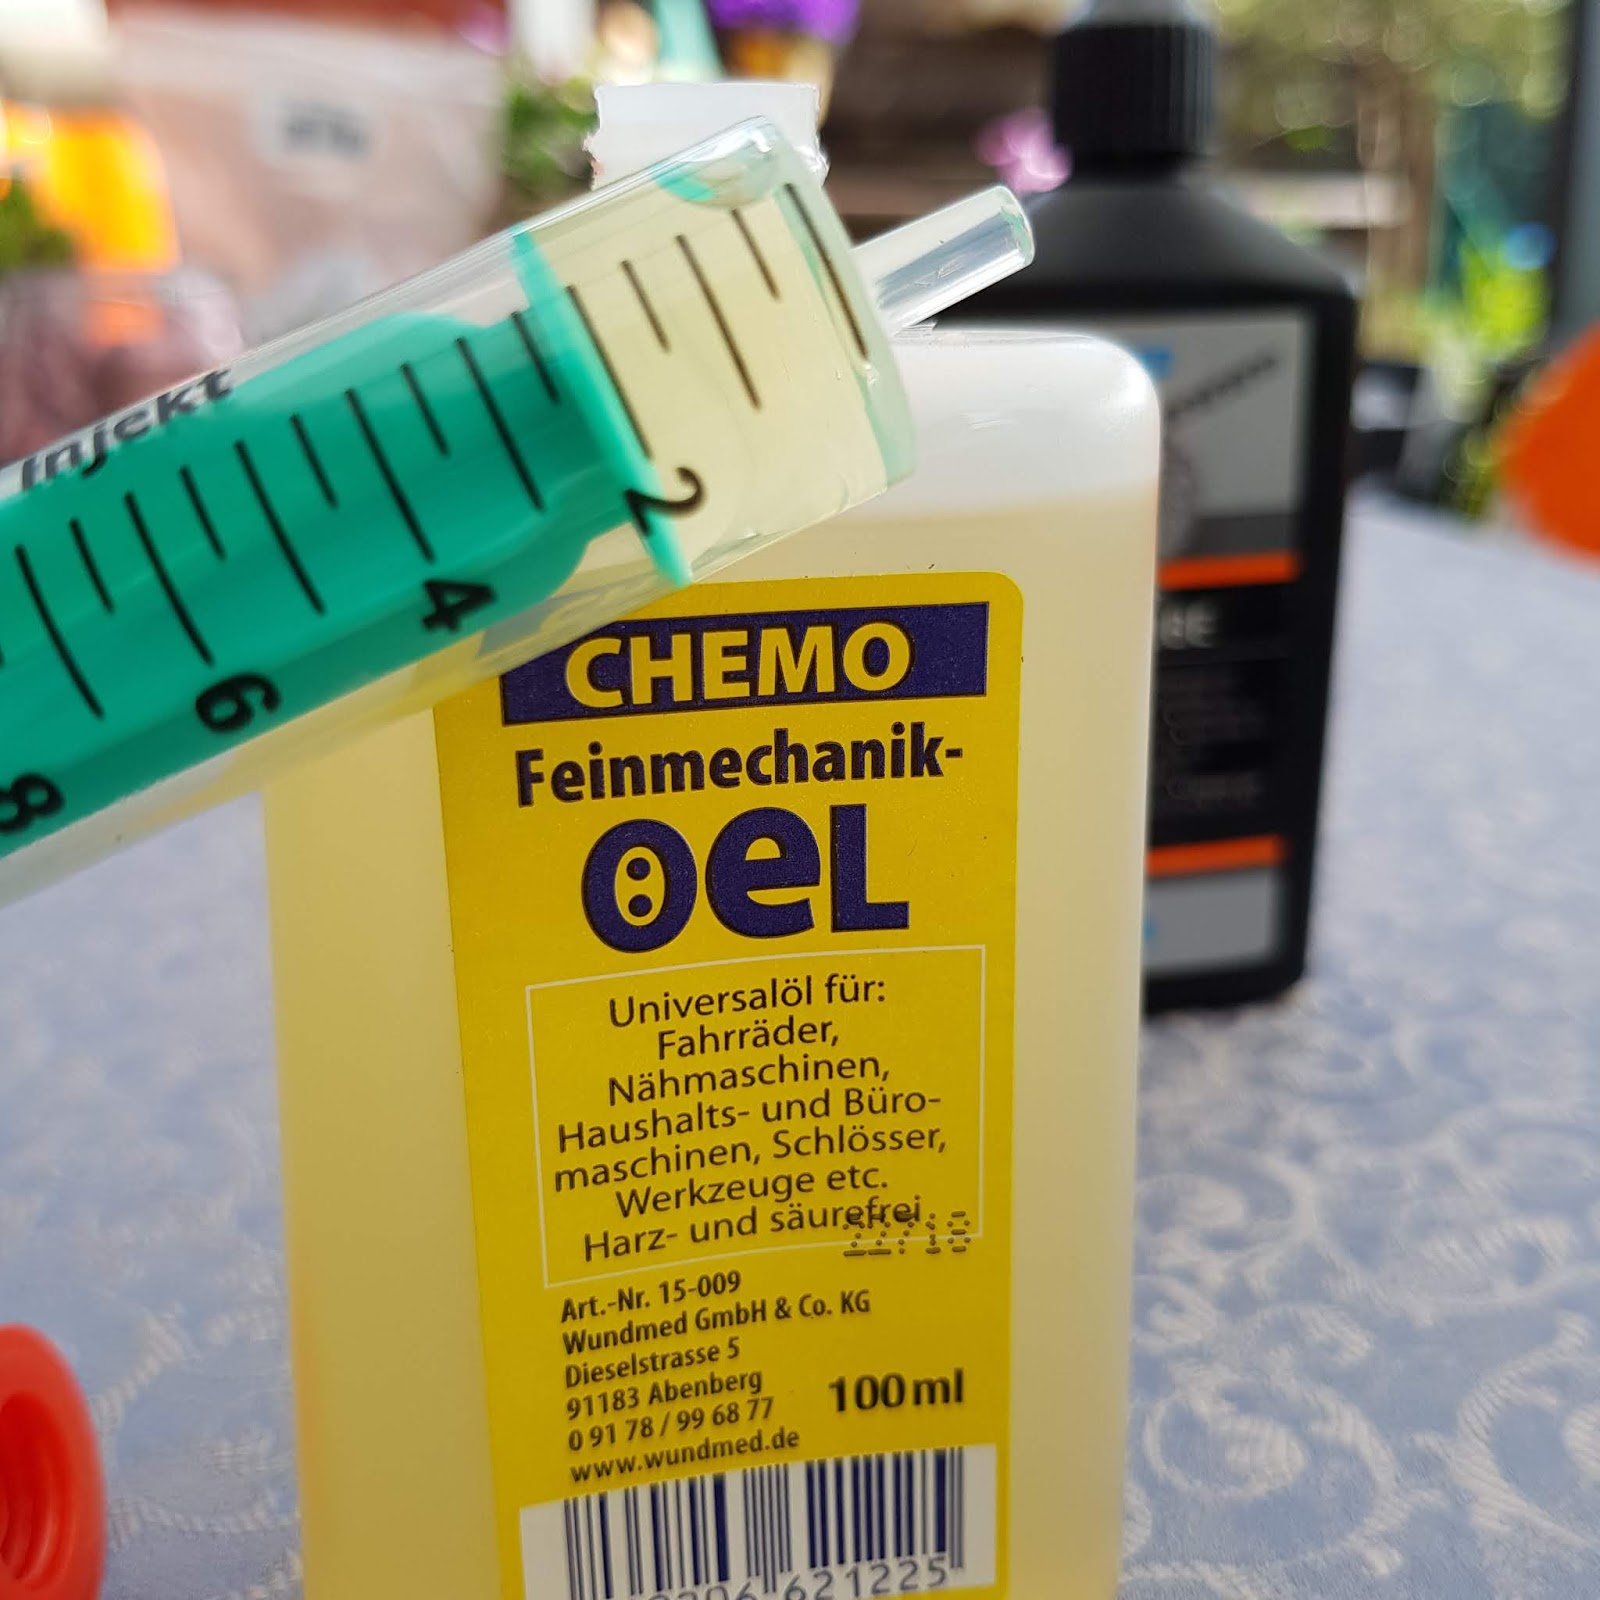 Injekt
2
4
6
8
CHEMO
Feinmechanik-
oeL
Universalöl für:
Fahrräder,
Nähmaschinen,
Haushalts- und Büro-
maschinen, Schlösser,
Werkzeuge etc.
Harz- und säurefrei
22718
Art.-Nr. 15-009
Wundmed GmbH & Co. KG
Dieselstrasse 5
91183 Abenberg
0 91 78 / 99 68 77
www.wundmed.de
100 ml
621225